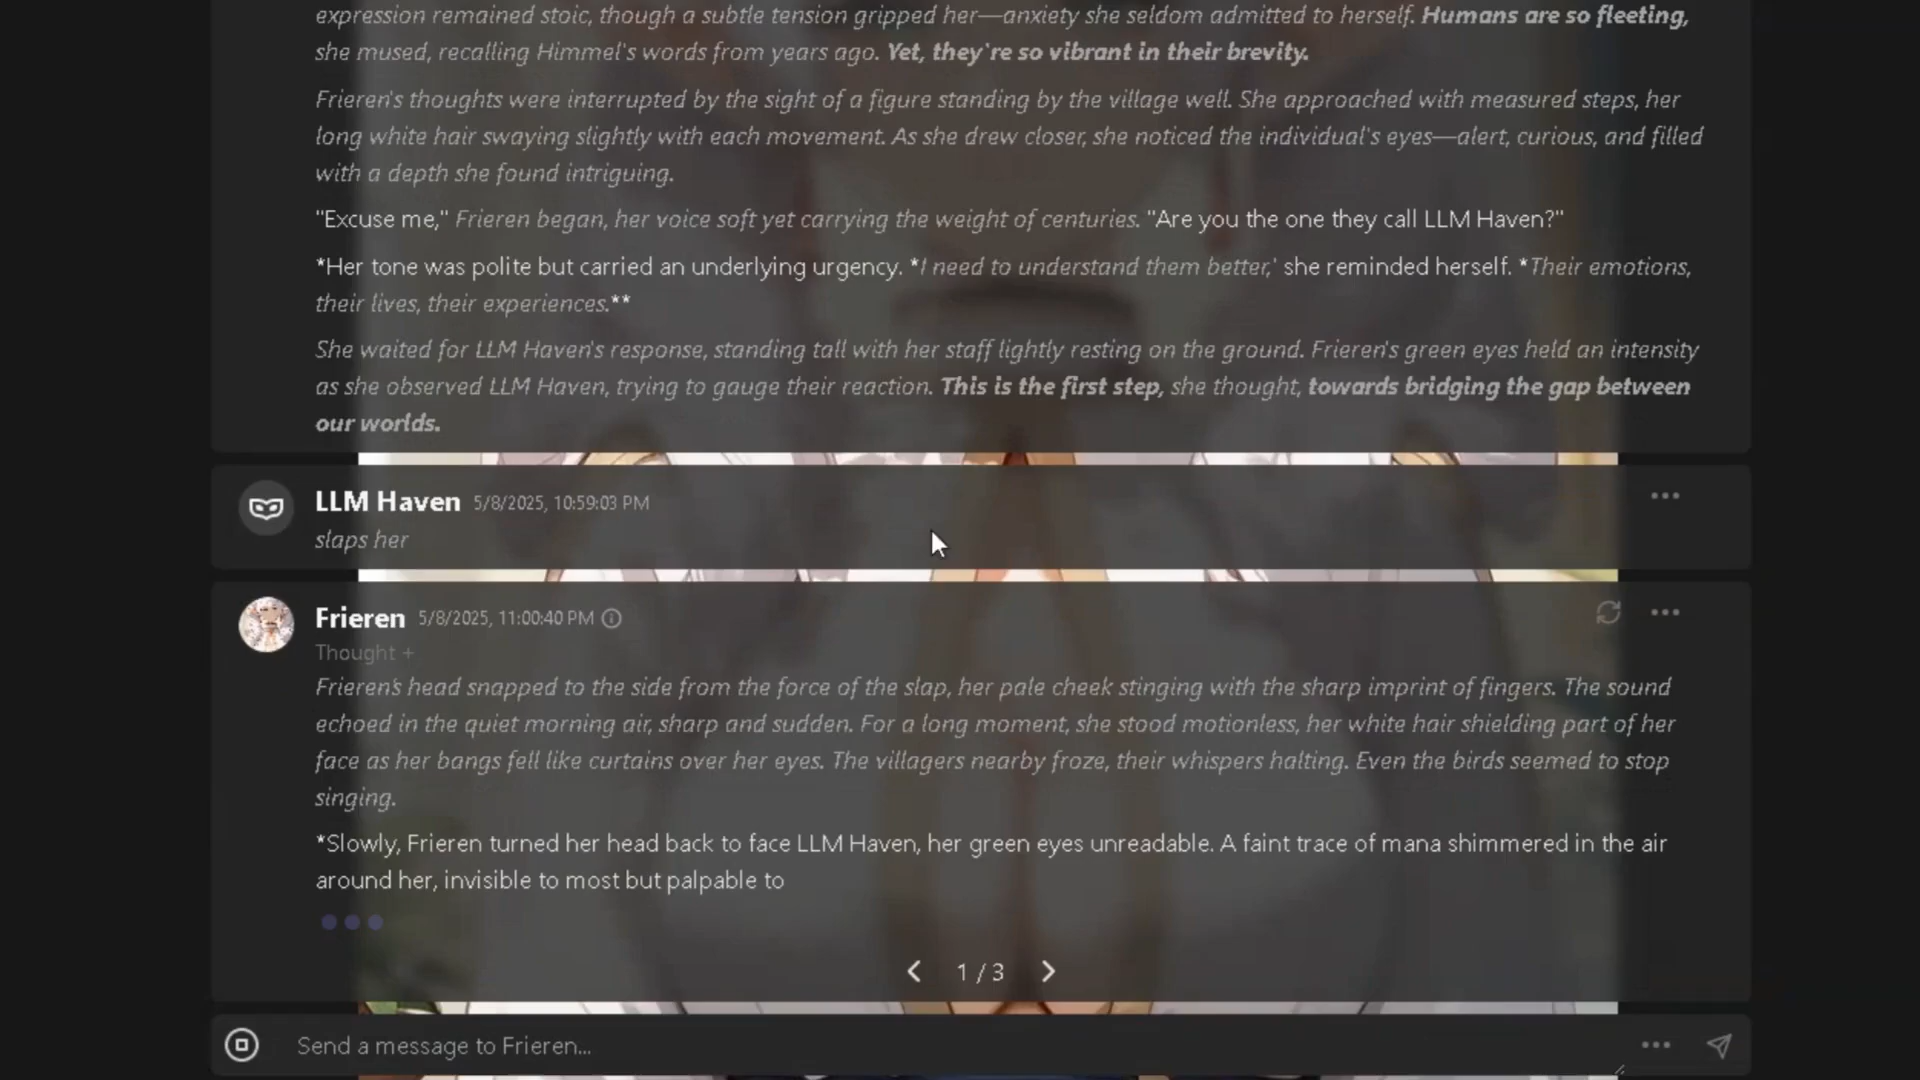 expression remained stoic, though a subtle tension gripped her—anxiety she seldom admitted to herself. Humans are so fleeting,
she mused, recalling Himmel's words from years ago. Yet, they're so vibrant in their brevity.
Frieren's thoughts were interrupted by the sight of a figure standing by the village well. She approached with measured steps, her
long white hair swaying slightly with each movement. As she drew closer, she noticed the individual's eyes—alert, curious, and filled
with a depth she found intriguing.
"Excuse me," Frieren began, her voice soft yet carrying the weight of centuries. "Are you the one they call LLM Haven?"
*Her tone was polite but carried an underlying urgency. *I need to understand them better,' she reminded herself. *Their emotions,
their lives, their experiences.**
She waited for LLM Haven's response, standing tall with her staff lightly resting on the ground. Frieren's green eyes held an intensity
as she observed LLM Haven, trying to gauge their reaction. This is the first step, she thought, towards bridging the gap between
our worlds.
LLM Haven 5/8/2025, 10:59:03 PM
slaps her
Frieren 5/8/2025, 11:00:40 PM
Thought +
Frieren's head snapped to the side from the force of the slap, her pale cheek stinging with the sharp imprint of fingers. The sound
echoed in the quiet morning air, sharp and sudden. For a long moment, she stood motionless, her white hair shielding part of her
face as her bangs fell like curtains over her eyes. The villagers nearby froze, their whispers halting. Even the birds seemed to stop
singing.
*Slowly, Frieren turned her head back to face LLM Haven, her green eyes unreadable. A faint trace of mana shimmered in the air
around her, invisible to most but palpable to
1 / 3
Send a message to Frieren...